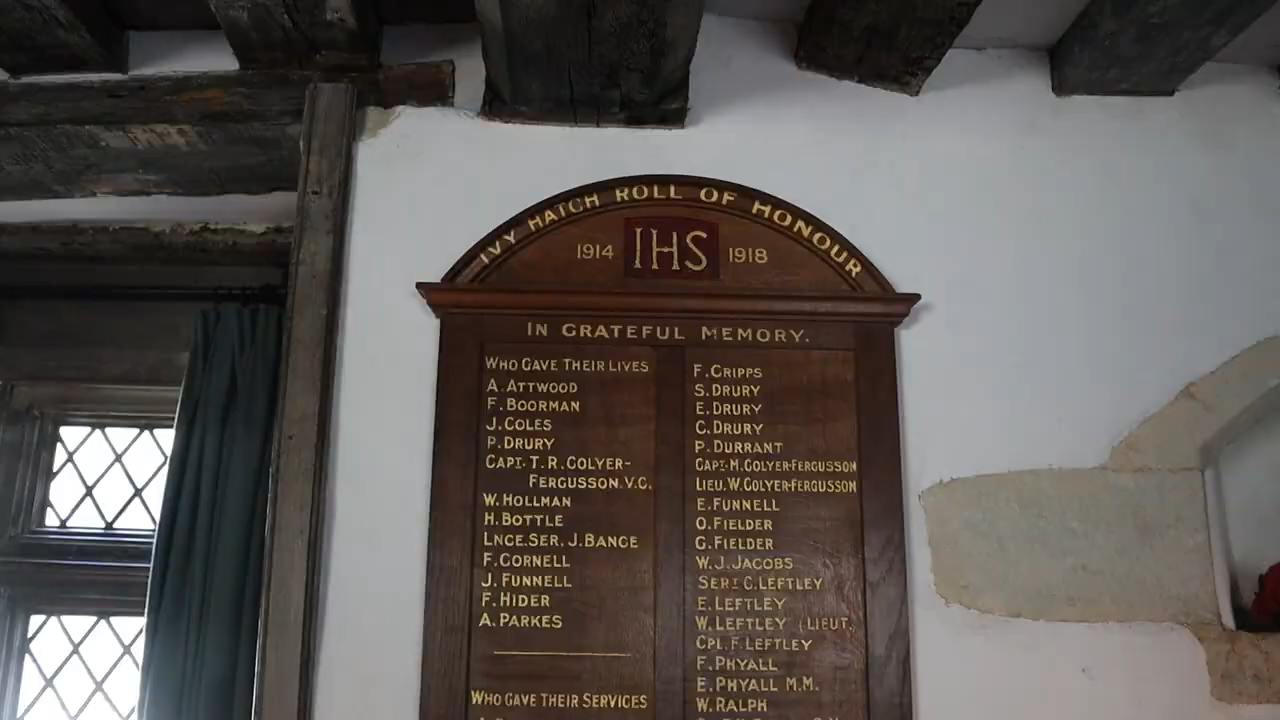 IVY HATCH ROLL OF HONOUR
1914 IHS 1918
IN GRATEFUL MEMORY.
WHO GAVE THEIR LIVES
A. ATTWOOD
F. BOORMAN
J. COLES
P. DRURY
CAPT. T. R. COLYER-
FERGUSSON. V.C.
W. HOLLMAN
H. BOTTLE
LNCE. SER. J. BANCE
F. CORNELL
J. FUNNELL
F. HIDER
A. PARKES
WHO GAVE THEIR SERVICES
F. CRIPPS
S. DRURY
E. DRURY
C. DRURY
P. DURRANT
CAPT. M. COLYER-FERGUSSON
LIEU. W. COLYER-FERGUSSON
E. FUNNELL
O. FIELDER
G. FIELDER
W. J. JACOBS
SERT. C. LEFTLEY
E. LEFTLEY
W. LEFTLEY (LIEUT.
CPL. F. LEFTLEY
F. PHYALL
E. PHYALL M.M.
W. RALPH